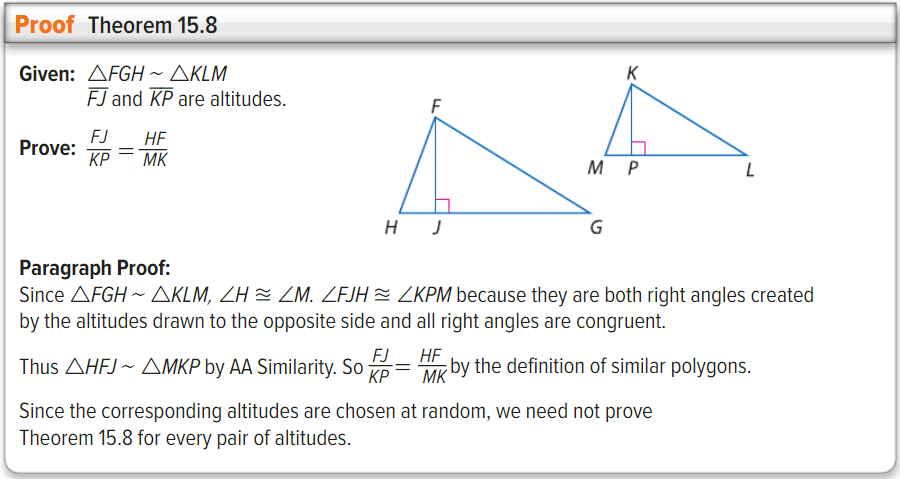 Proof Theorem 15.8
Given: △FGH ~ △KLM
F̅J̅ and K̅P̅ are altitudes.
Prove: FJ/KP = HF/MK
F
H J G
K
M P L
Paragraph Proof:
Since △FGH ~ △KLM, ∠H ≅ ∠M. ∠FJH ≅ ∠KPM because they are both right angles created
by the altitudes drawn to the opposite side and all right angles are congruent.
Thus △HFJ ~ △MKP by AA Similarity. So FJ/KP = HF/MK by the definition of similar polygons.
Since the corresponding altitudes are chosen at random, we need not prove
Theorem 15.8 for every pair of altitudes.